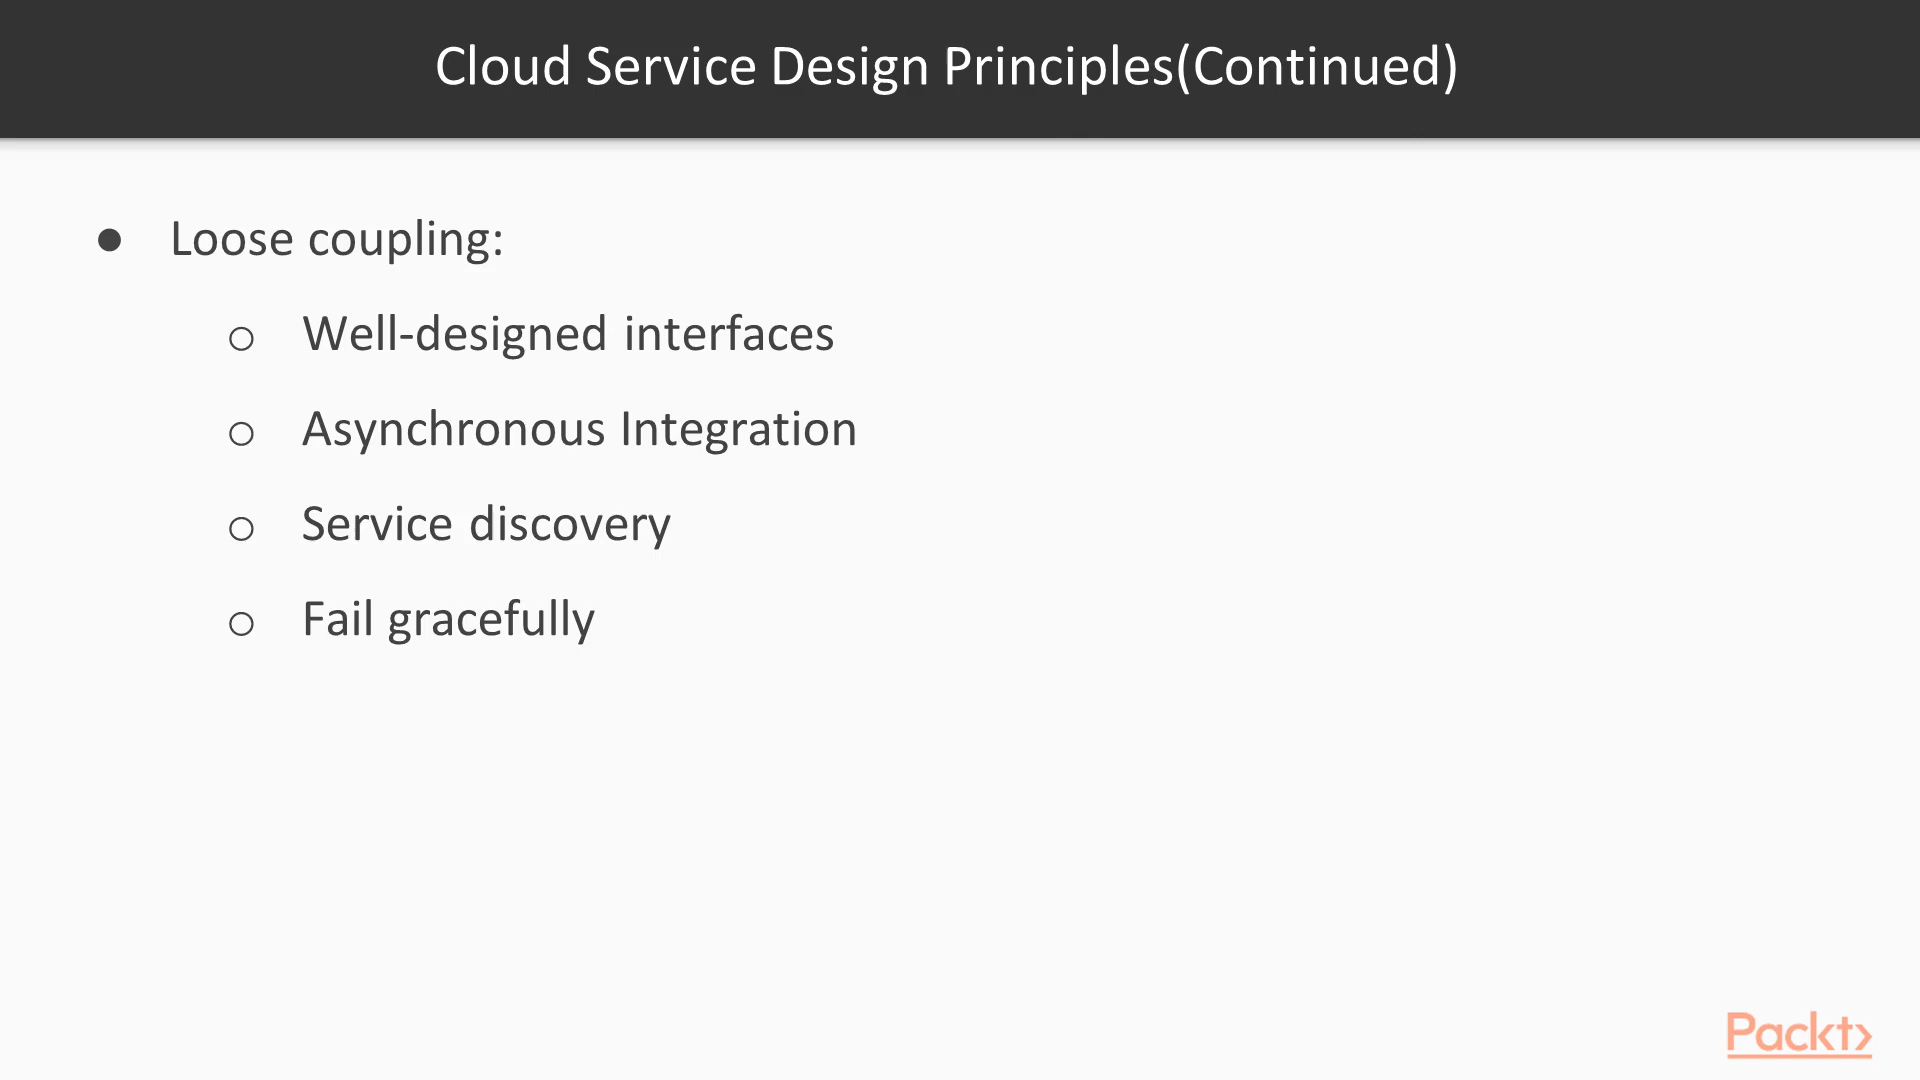 Cloud Service Design Principles(Continued)
● Loose coupling:
○ Well-designed interfaces
○ Asynchronous Integration
○ Service discovery
○ Fail gracefully
Packt>